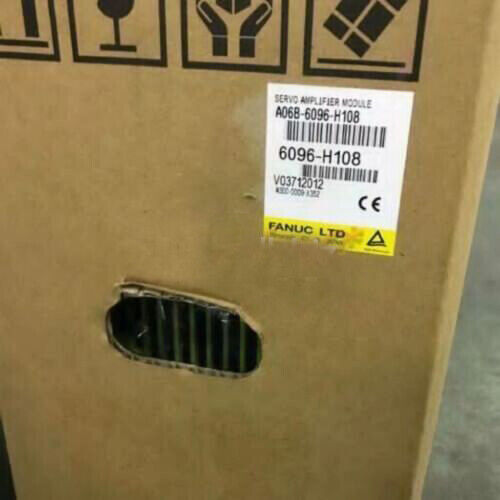 SERVO AMPLIFIER MODULE
A06B-6096-H108
6096-H108
V03712012
CE
FANUC LTD